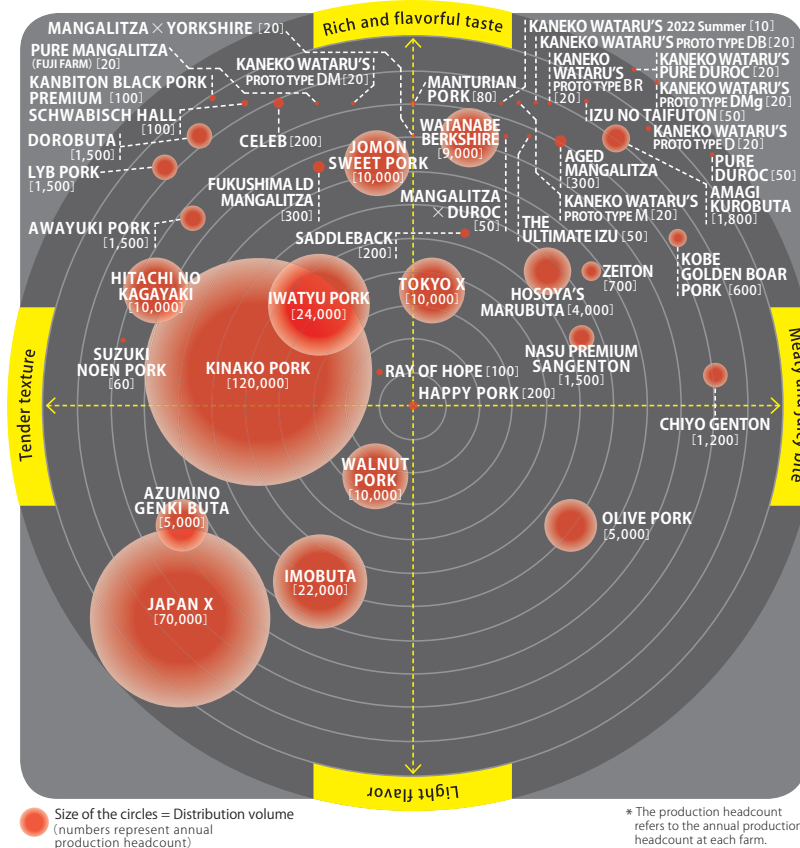 Rich and flavorful taste
MANGALITZA × YORKSHIRE [20]
PURE MANGALITZA
(FUJI FARM) [20]
KANBITON BLACK PORK
PREMIUM [100]
SCHWABISCH HALL
[100]
DOROBUTA
[1,500]
LYB PORK
[1,500]
AWAYUKI PORK
[1,500]
KANEKO WATARU'S
PROTO TYPE DM [20]
CELEB [200]
FUKUSHIMA LD
MANGALITZA
[300]
JOMON
SWEET PORK
[10,000]
MANTURIAN
PORK [80]
WATANABE
BERKSHIRE
[9,000]
KANEKO WATARU'S 2022 Summer [10]
KANEKO WATARU'S PROTO TYPE DB [20]
KANEKO
WATARU'S
PROTO TYPE BR
[20]
KANEKO WATARU'S
PURE DUROC [20]
KANEKO WATARU'S
PROTO TYPE DMg [20]
IZU NO TAIFUTON [50]
KANEKO WATARU'S
PROTO TYPE D [20]
PURE
DUROC [50]
AMAGI
KUROBUTA
[1,800]
AGED
MANGALITZA
[300]
KANEKO WATARU'S
PROTO TYPE M [20]
THE
ULTIMATE IZU [50]
MANGALITZA
× DUROC
[50]
SADDLEBACK
[200]
KOBE
GOLDEN BOAR
PORK [600]
ZEITON
[700]
HOSOYA'S
MARUBUTA [4,000]
TOKYO X
[10,000]
HITACHI NO
KAGAYAKI
[10,000]
IWATYU PORK
[24,000]
SUZUKI
NOEN PORK
[60]
KINAKO PORK
[120,000]
RAY OF HOPE [100]
HAPPY PORK [200]
NASU PREMIUM
SANGENTON
[1,500]
CHIYO GENTON
[1,200]
Tender texture
WALNUT
PORK
[10,000]
AZUMINO
GENKI BUTA
[5,000]
OLIVE PORK
[5,000]
IMOBUTA
[22,000]
JAPAN X
[70,000]
Light flavor
Size of the circles = Distribution volume
(numbers represent annual
production headcount)
* The production headcount
refers to the annual production
headcount at each farm.